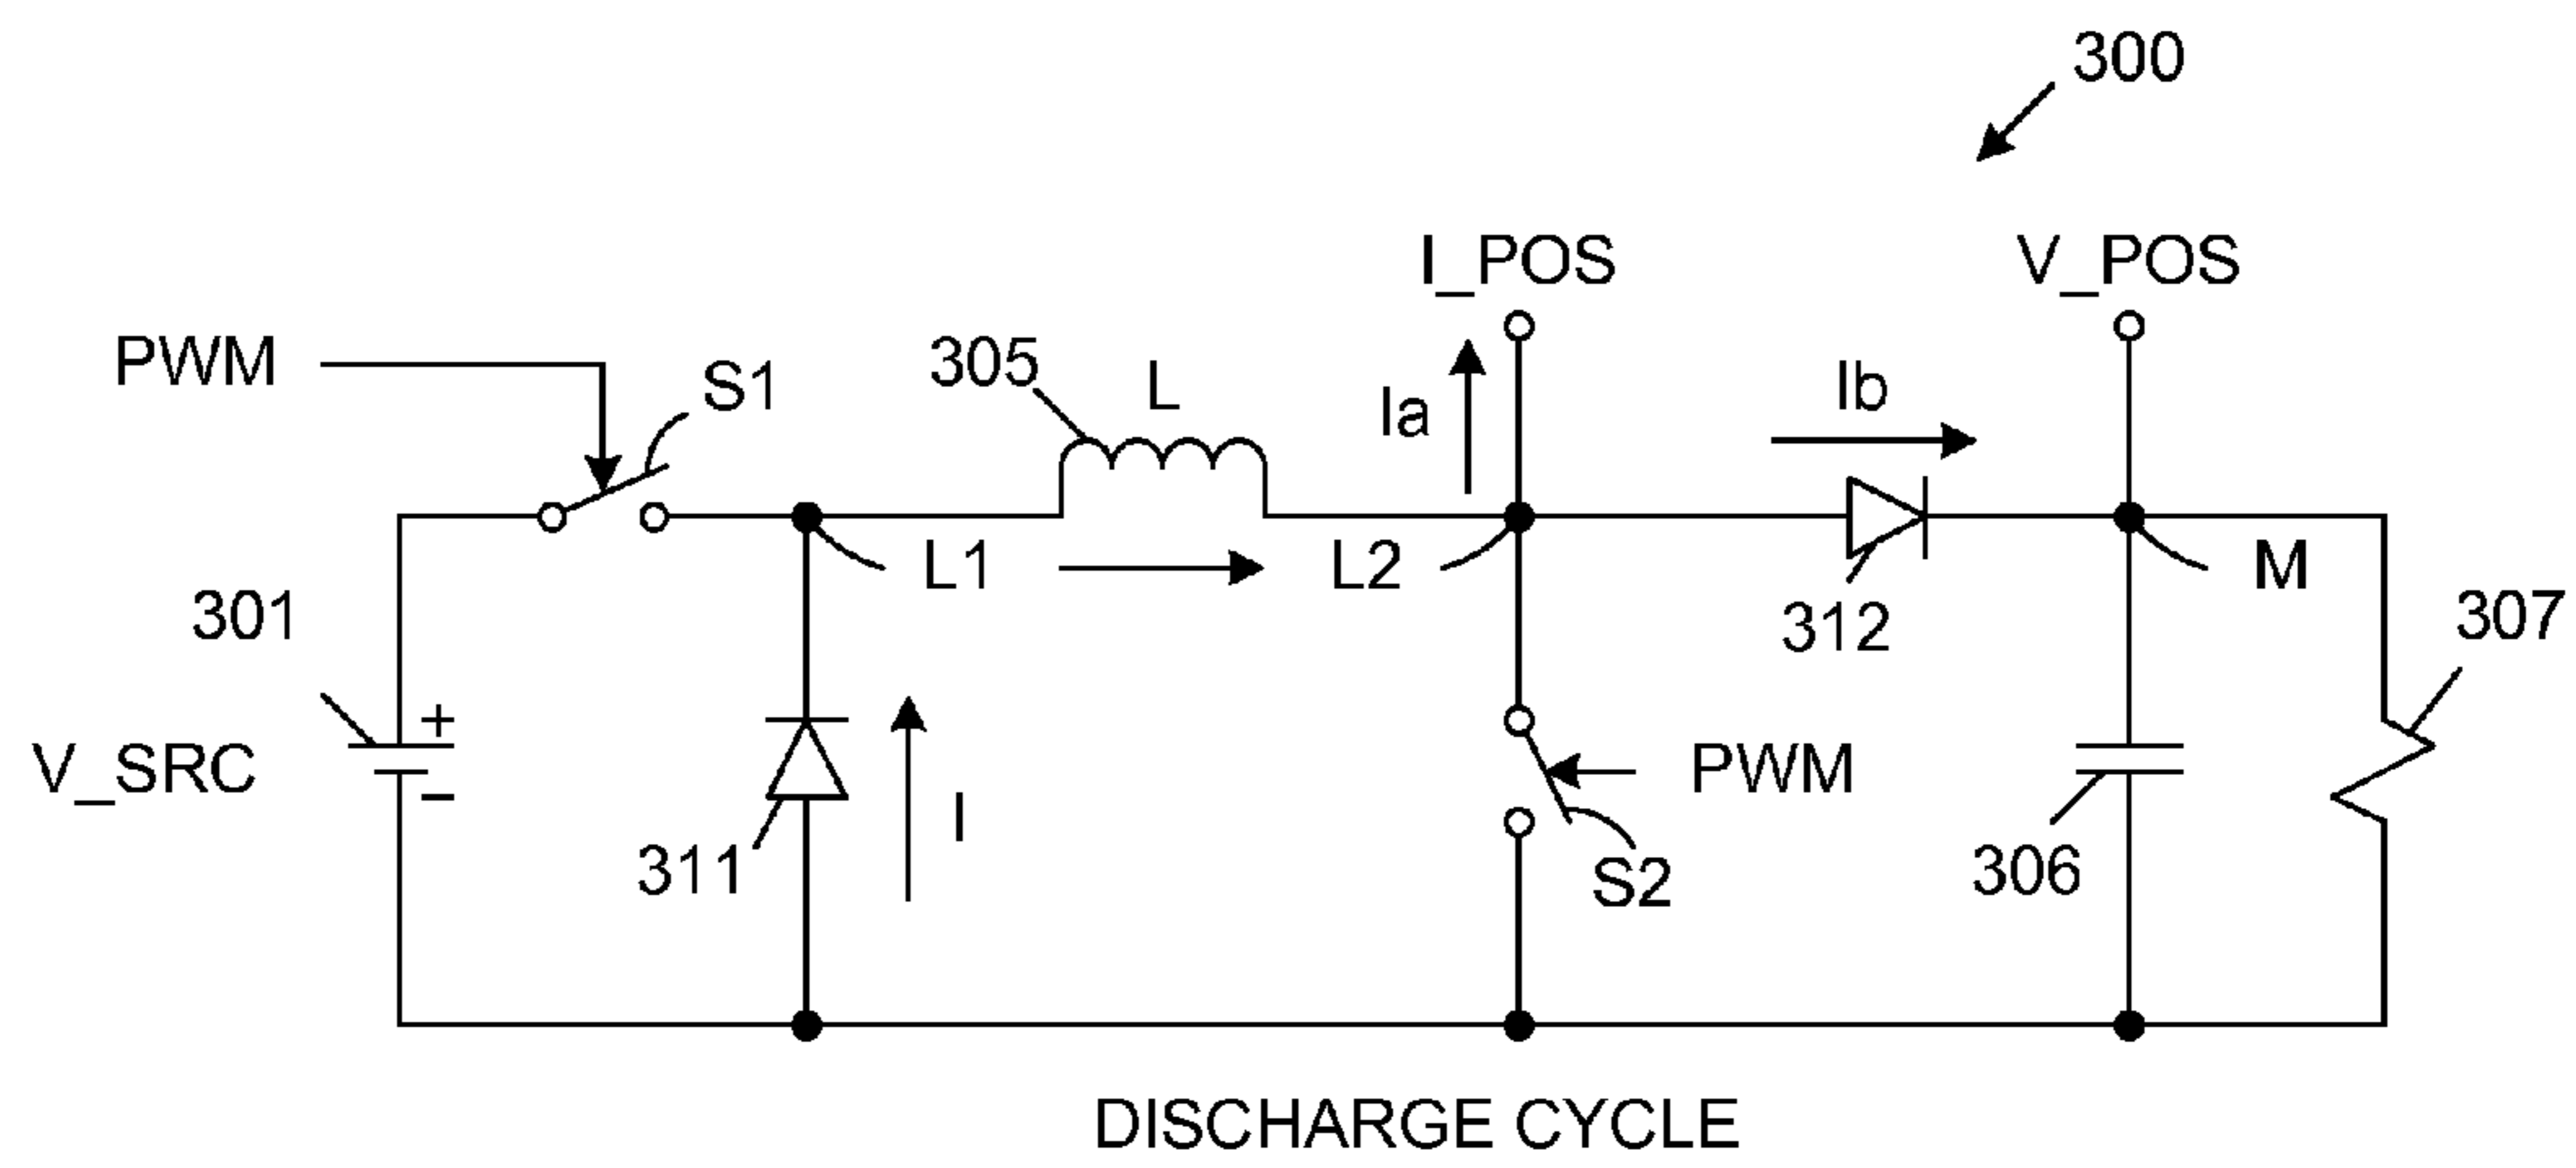 300
I_POS
V_POS
PWM
S1
305
L
Ia
Ib
L1
L2
M
301
312
307
+
V_SRC
PWM
−
311
I
S2
306
DISCHARGE CYCLE